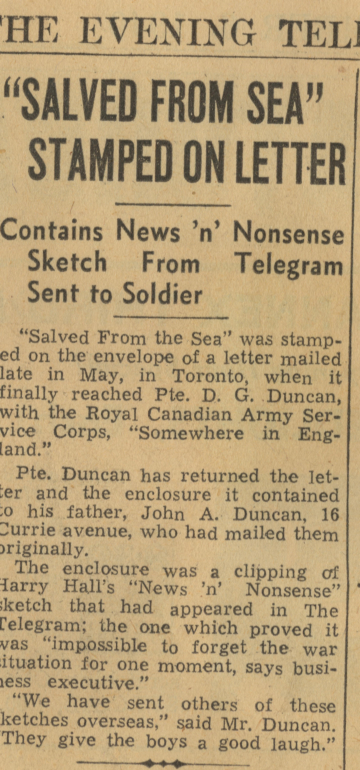 THE EVENING TEL
"SALVED FROM SEA"
STAMPED ON LETTER
Contains News 'n' Nonsense
Sketch From Telegram
Sent to Soldier
"Salved From the Sea" was stamp-
ed on the envelope of a letter mailed
late in May, in Toronto, when it
finally reached Pte. D. G. Duncan,
with the Royal Canadian Army Ser-
vice Corps, "Somewhere in Eng-
land."
Pte. Duncan has returned the let-
ter and the enclosure it contained
to his father, John A. Duncan, 16
Currie avenue, who had mailed them
originally.
The enclosure was a clipping of
Harry Hall's "News 'n' Nonsense"
sketch that had appeared in The
Telegram; the one which proved it
was "impossible to forget the war
situation for one moment, says busi-
ness executive."
"We have sent others of these
sketches overseas," said Mr. Duncan.
"They give the boys a good laugh."